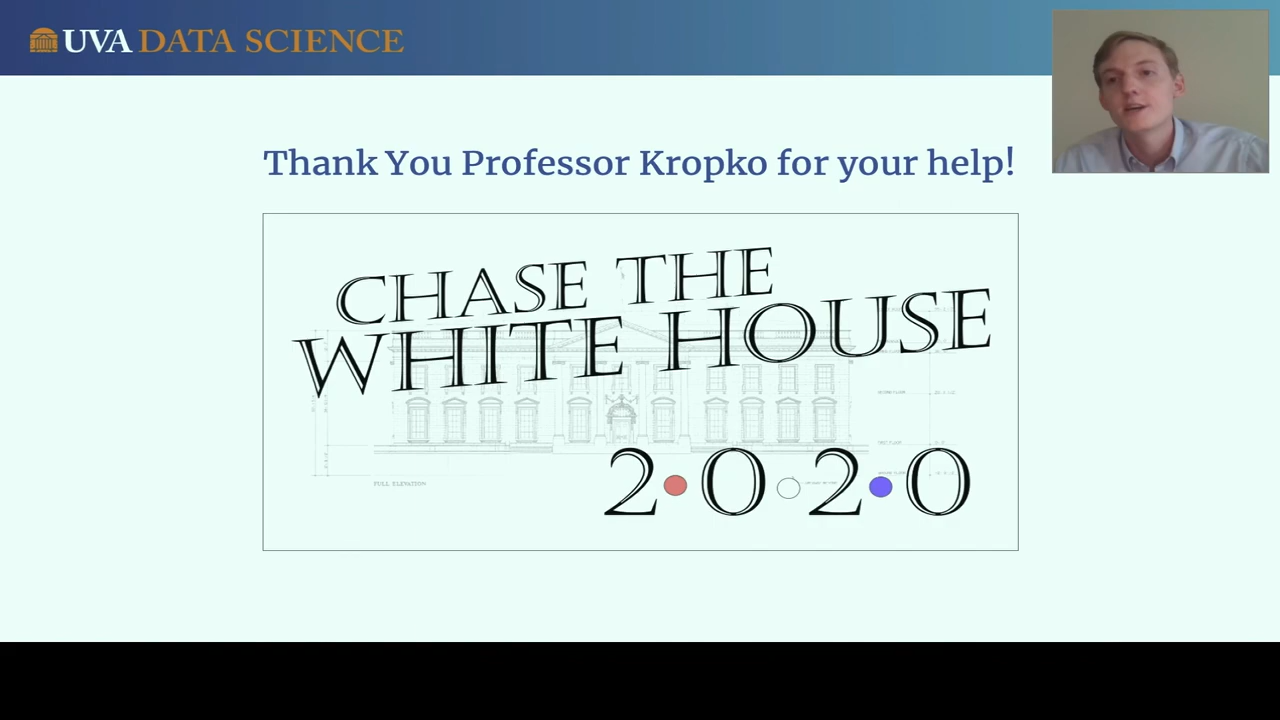 UVA DATA SCIENCE
Thank You Professor Kropko for your help!
CHASE THE
WHITE HOUSE
2020
FULL ELEVATION